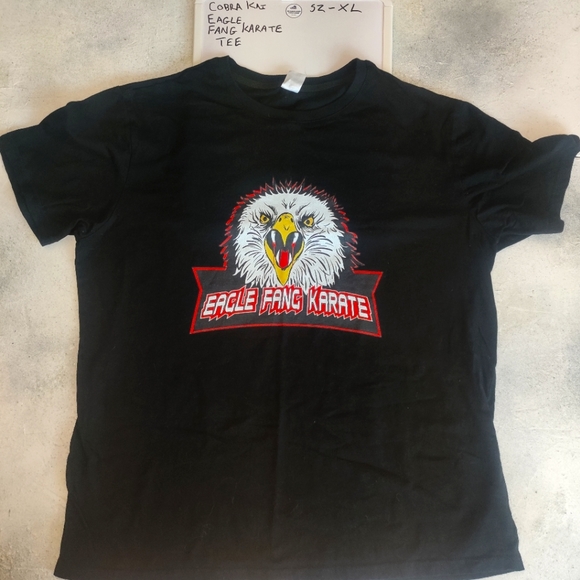 COBRA KAI SZ-XL
EAGLE
FANG KARATE
TEE
EAGLE FANG KARATE